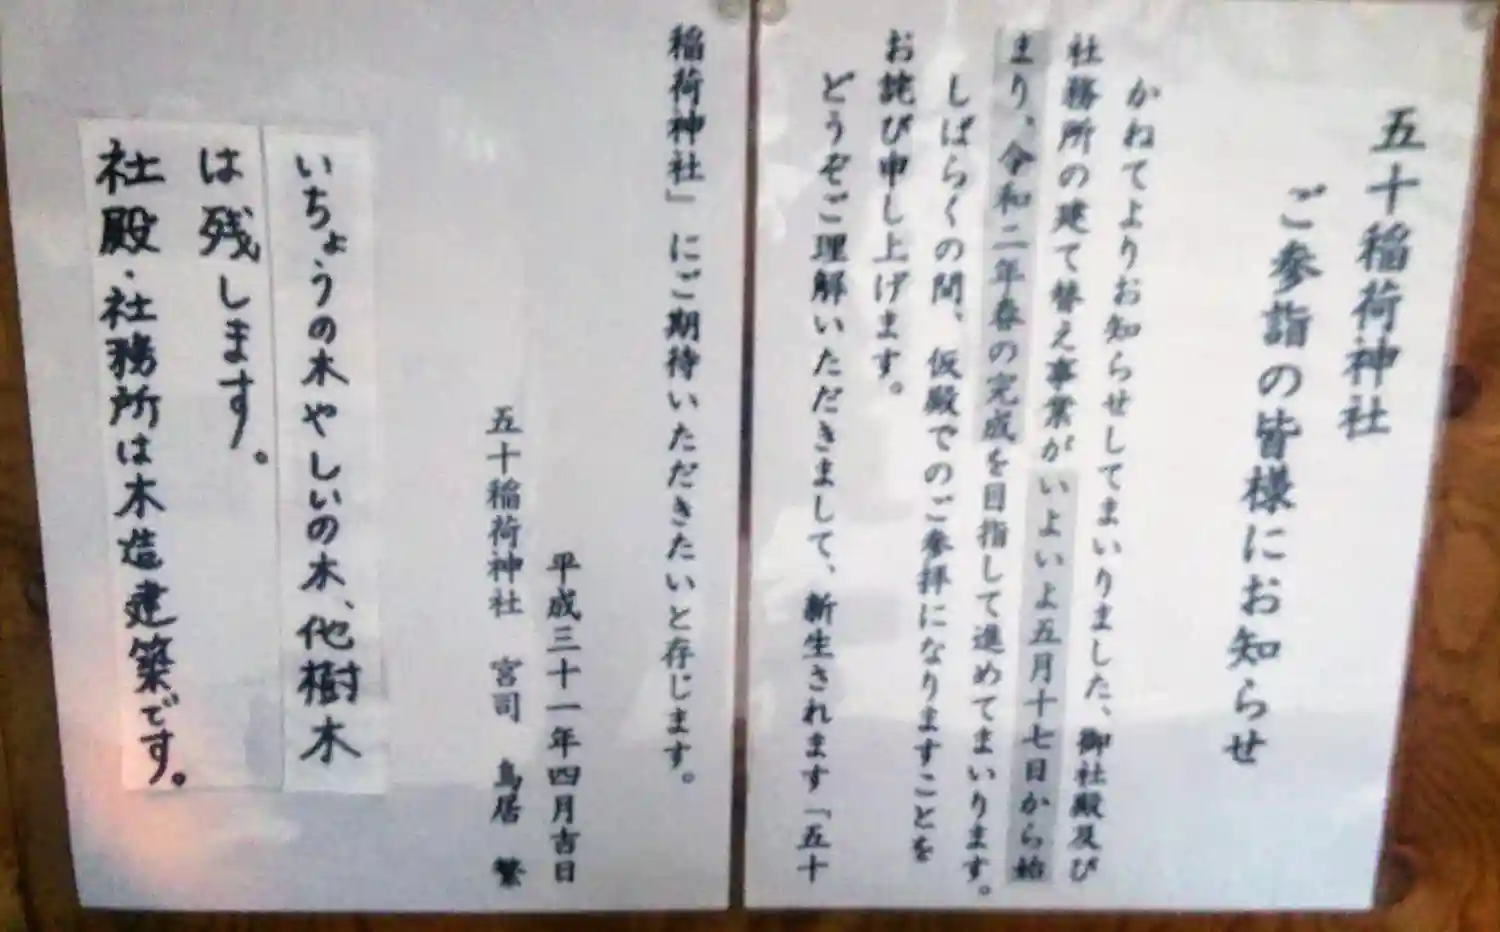 五十稲荷神社
ご参詣の皆様にお知らせ
かねてよりお知らせしてまいりました、御社殿及び
社務所の建て替え事業がいよいよ五月十七日から始
まり、令和二年春の完成を目指して進めてまいります。
しばらくの間、仮殿でのご参拝になりますことを
お詫び申し上げます。
どうぞご理解いただきまして、新生されます「五十
稲荷神社」にご期待いただきたいと存じます。
平成三十一年四月吉日
五十稲荷神社 宮司 鳥居 繁
いちょうの木やしいの木、他樹木
は残します。
社殿・社務所は木造建築です。